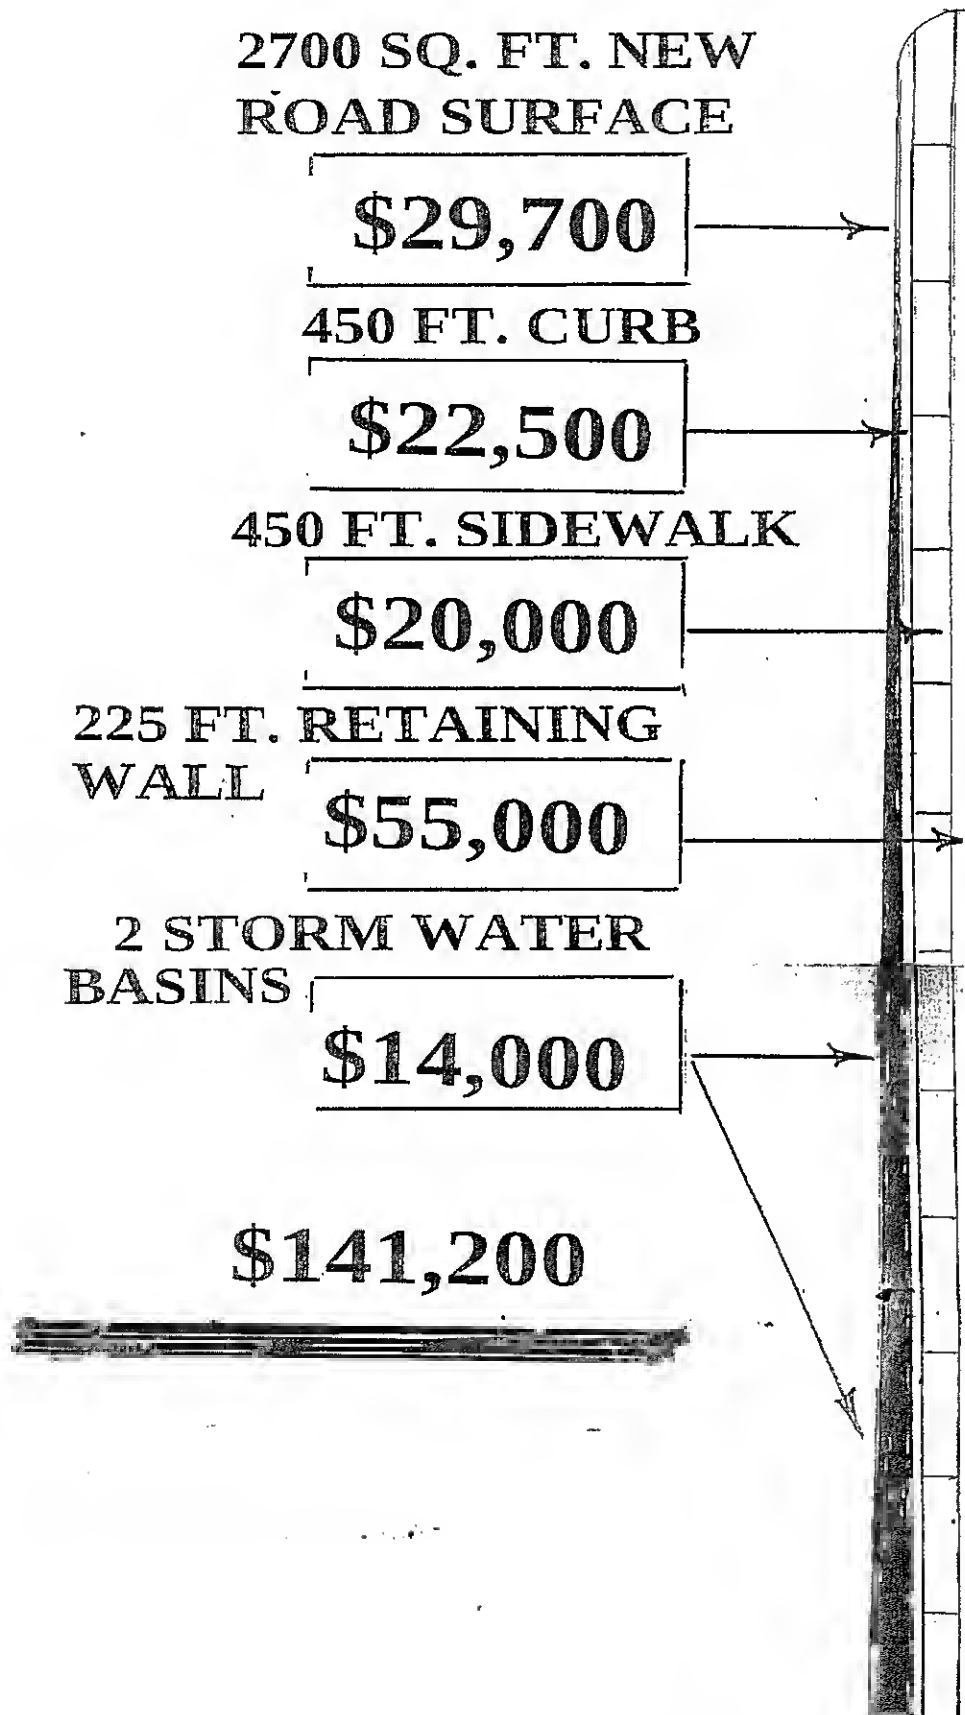 2700 SQ. FT. NEW
ROAD SURFACE
$29,700
450 FT. CURB
$22,500
450 FT. SIDEWALK
$20,000
225 FT. RETAINING
WALL
$55,000
2 STORM WATER
BASINS
$14,000
$141,200